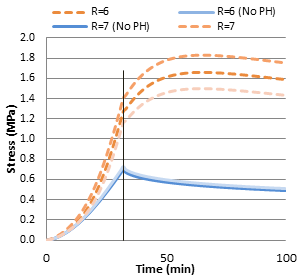 R=6
R=6 (No PH)
R=7 (No PH)
R=7
2.0
1.8
1.6
1.4
1.2
1.0
0.8
0.6
0.4
0.2
0.0
Stress (MPa)
0
50
100
Time (min)